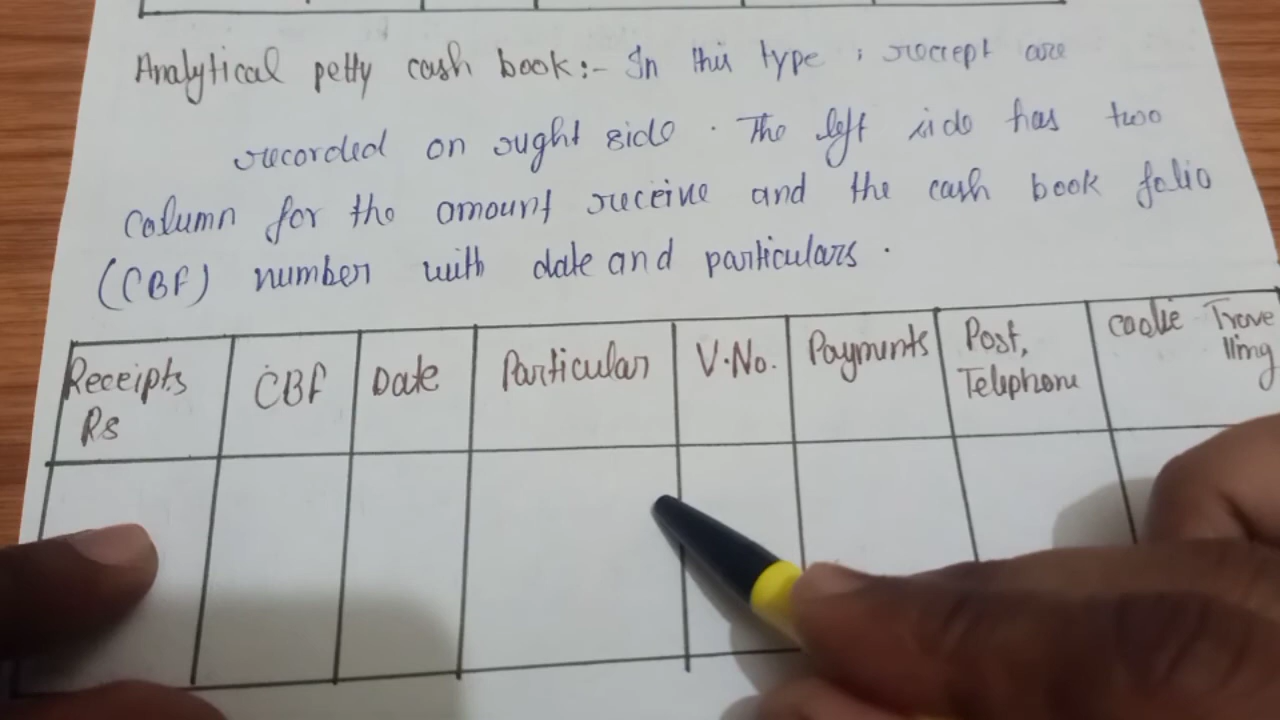 Analytical petty cash book:- In this type , receipt are
recorded on right side . The left side has two
column for the amount receive and the cash book folio
(CBF) number with date and particulars .
Receipts Rs CBF Date Particular V.No. Payments Post, Telephone Coolie Travelling